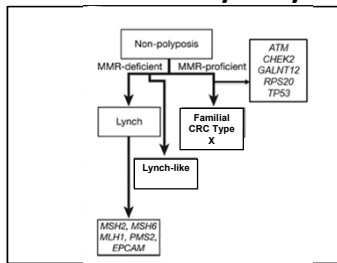 Non-polyposis
MMR-deficient
MMR-proficient
ATM
CHEK2
GALNT12
RPS20
TP53
Lynch
Familial
CRC Type
X
Lynch-like
MSH2, MSH6
MLH1, PMS2,
EPCAM